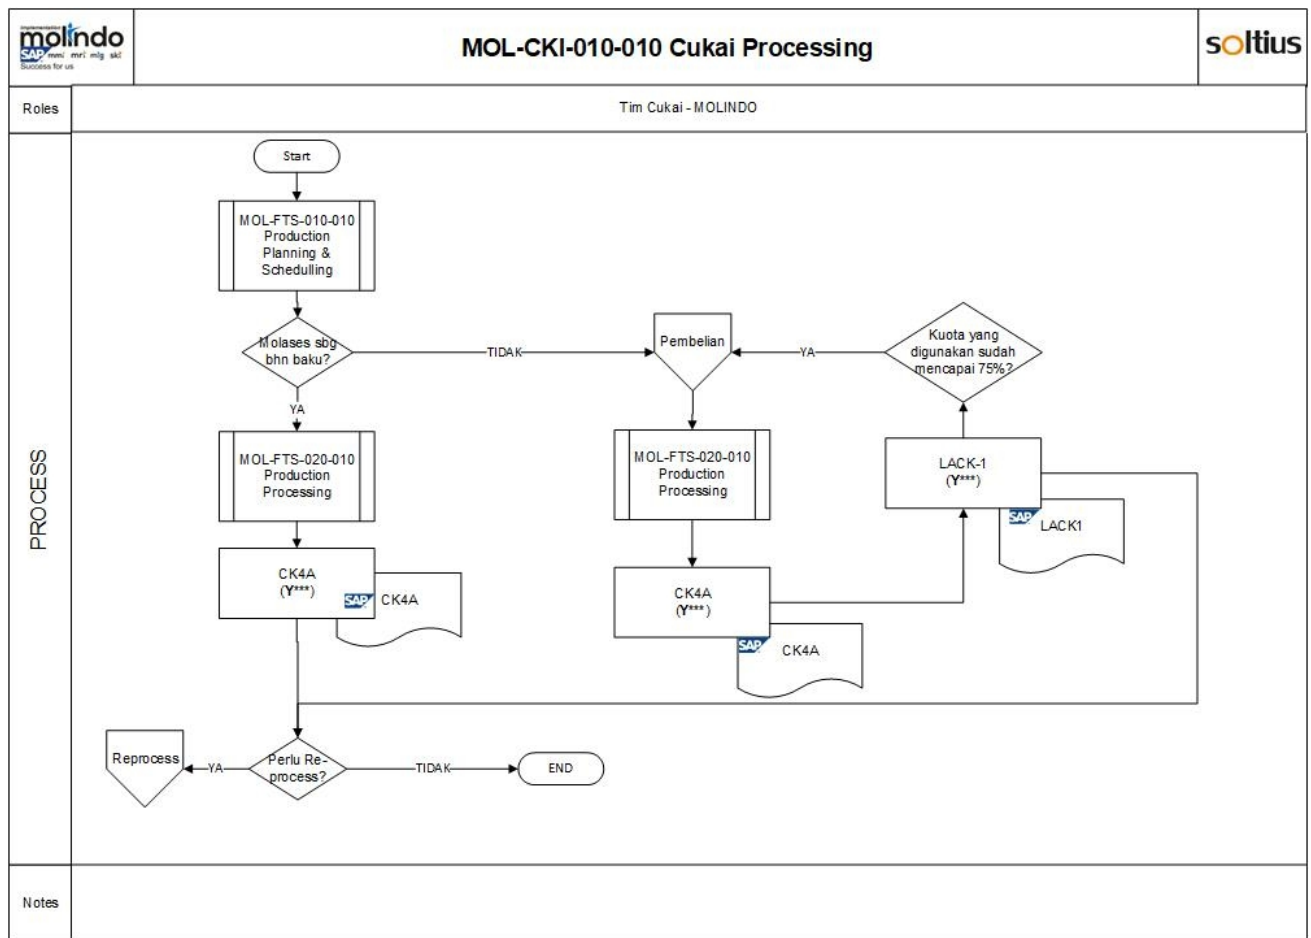 Implementation
molindo
SAP mmi mri mlg ski
Success for us
MOL-CKI-010-010 Cukai Processing
soltius
Roles
Tim Cukai - MOLINDO
PROCESS
Start
MOL-FTS-010-010
Production
Planning &
Schedulling
Molases sbg
bhn baku?
TIDAK
Pembelian
YA
Kuota yang
digunakan sudah
mencapai 75%?
YA
MOL-FTS-020-010
Production
Processing
MOL-FTS-020-010
Production
Processing
LACK-1
(Y***)
SAP LACK1
CK4A
(Y***)
SAP CK4A
CK4A
(Y***)
SAP CK4A
Reprocess
YA
Perlu Re-
process?
TIDAK
END
Notes